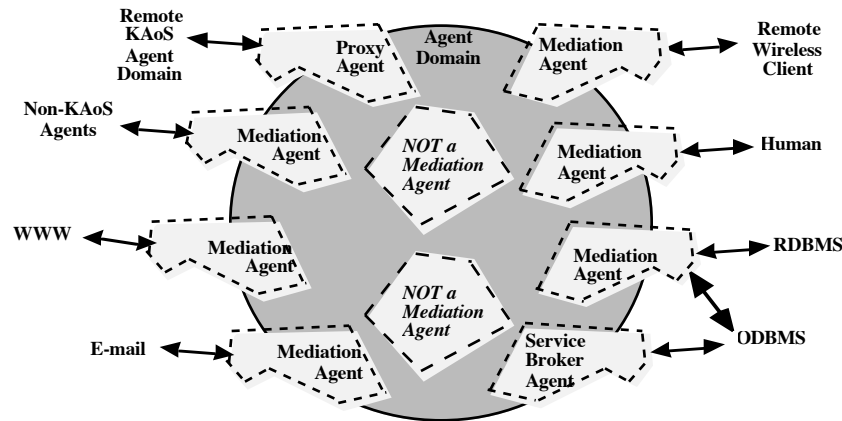 Remote
KAoS
Agent
Domain
Proxy
Agent
Agent
Domain
Mediation
Agent
Remote
Wireless
Client
Non-KAoS
Agents
Mediation
Agent
NOT a
Mediation
Agent
Mediation
Agent
Human
WWW
Mediation
Agent
Mediation
Agent
RDBMS
NOT a
Mediation
Agent
E-mail
Mediation
Agent
Service
Broker
Agent
ODBMS